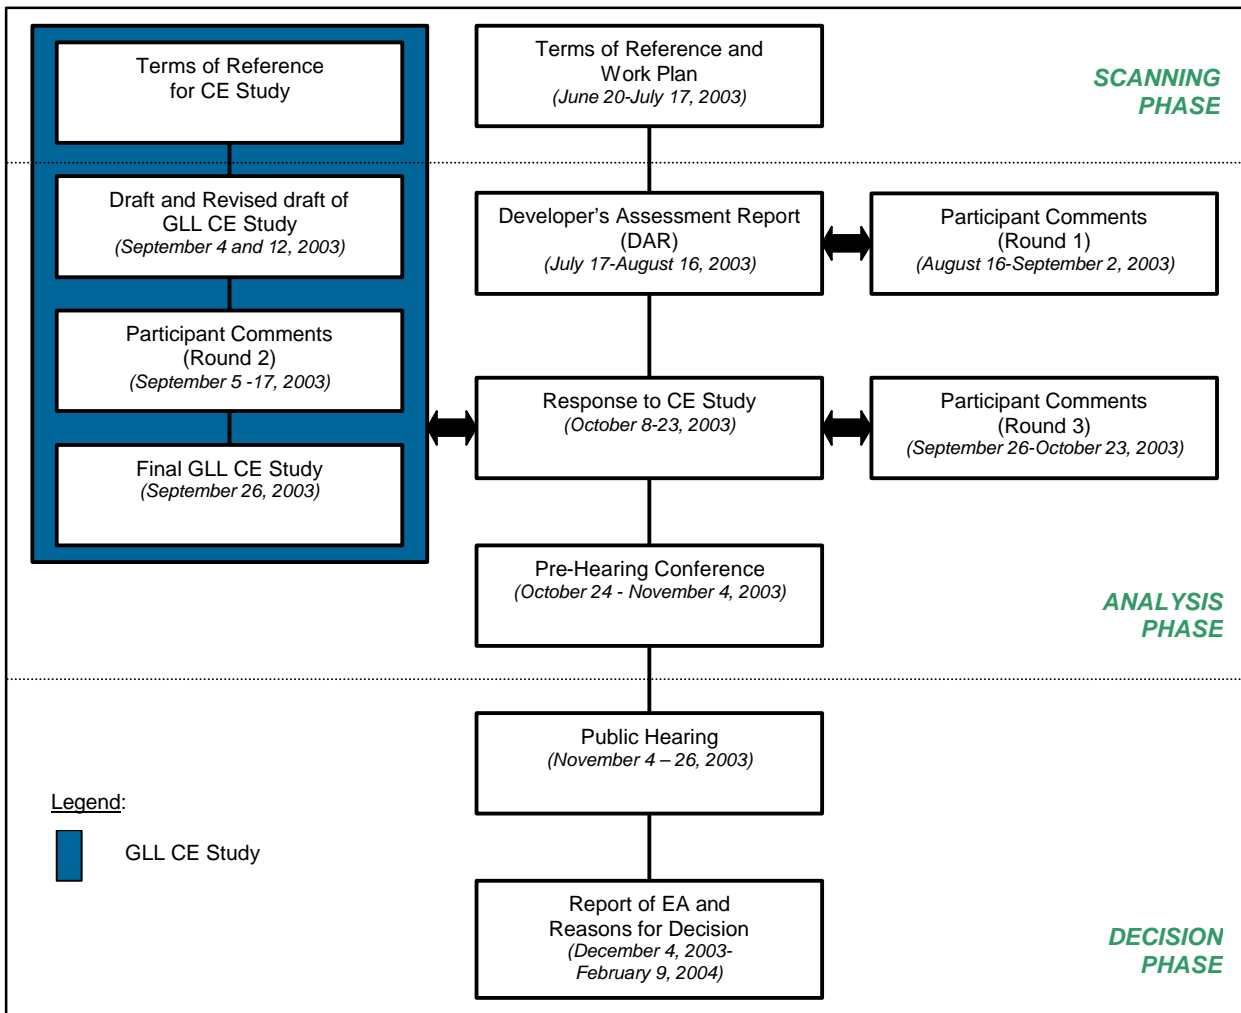 Terms of Reference
for CE Study
Terms of Reference and
Work Plan
(June 20-July 17, 2003)
SCANNING
PHASE
Draft and Revised draft of
GLL CE Study
(September 4 and 12, 2003)
Developer's Assessment Report
(DAR)
(July 17-August 16, 2003)
Participant Comments
(Round 1)
(August 16-September 2, 2003)
Participant Comments
(Round 2)
(September 5 -17, 2003)
Response to CE Study
(October 8-23, 2003)
Participant Comments
(Round 3)
(September 26-October 23, 2003)
Final GLL CE Study
(September 26, 2003)
Pre-Hearing Conference
(October 24 - November 4, 2003)
ANALYSIS
PHASE
Public Hearing
(November 4 – 26, 2003)
Legend:
GLL CE Study
Report of EA and
Reasons for Decision
(December 4, 2003-
February 9, 2004)
DECISION
PHASE